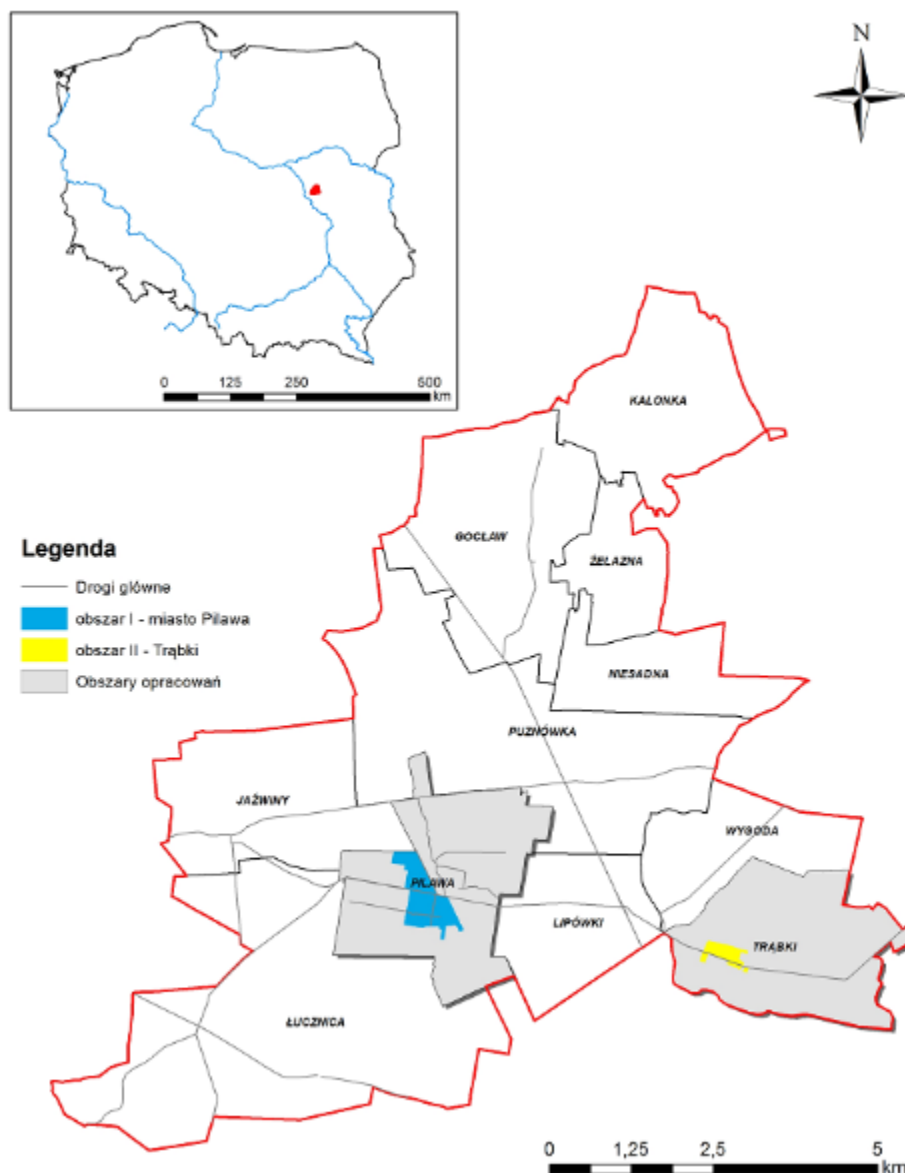 N
0 125 250 500
km
KALONKA
GOCŁAW
ŻELAZNA
Legenda
Drogi główne
obszar I - miasto Pilawa
obszar II - Trąbki
Obszary opracowań
NIESADNA
PUZNÓWKA
JAŹWINY
WYGODA
PILAWA
LIPÓWKI
TRĄBKI
ŁUCZNICA
0 1,25 2,5 5
km